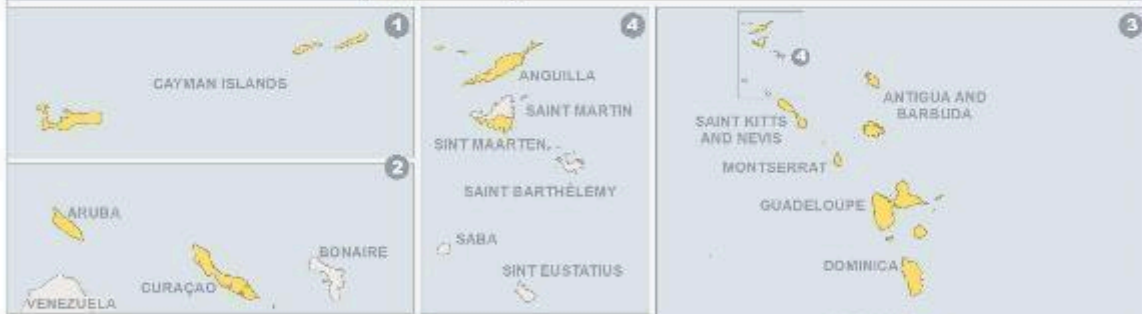 1
CAYMAN ISLANDS
2
ARUBA
BONAIRE
CURAÇAO
VENEZUELA
4
ANGUILLA
SAINT MARTIN
SINT MAARTEN
SAINT BARTHÉLEMY
SABA
SINT EUSTATIUS
3
4
ANTIGUA AND
BARBUDA
SAINT KITTS
AND NEVIS
MONTSERRAT
GUADELOUPE
DOMINICA